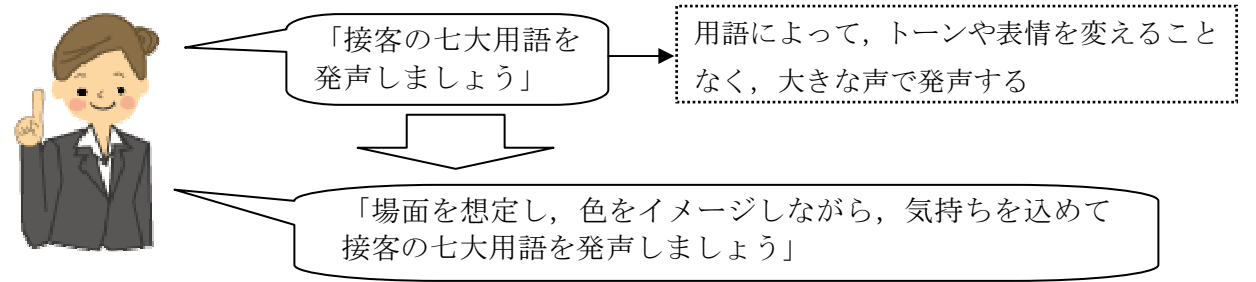 「接客の七大用語を
発声しましょう」
用語によって，トーンや表情を変えること
なく，大きな声で発声する
「場面を想定し，色をイメージしながら，気持ちを込めて
接客の七大用語を発声しましょう」